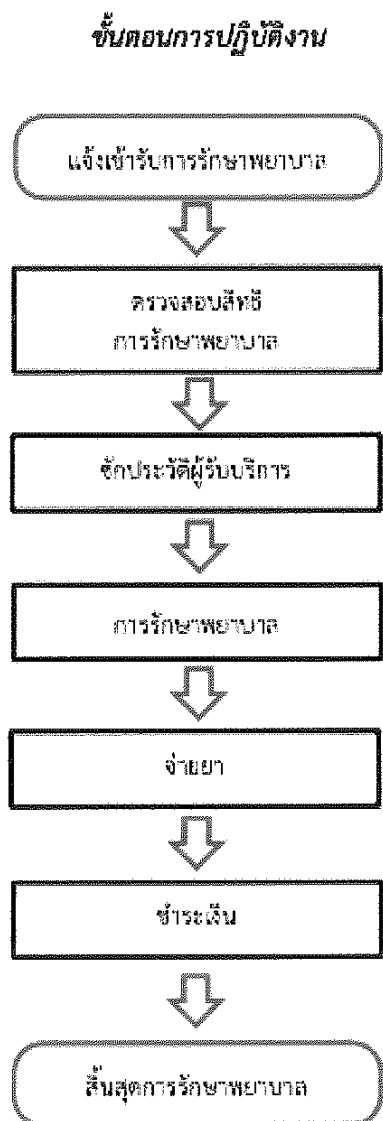 ขั้นตอนการปฏิบัติงาน
แจ้งเข้ารับการรักษาพยาบาล
ตรวจสอบสิทธิ
การรักษาพยาบาล
ซักประวัติผู้รับบริการ
การรักษาพยาบาล
จ่ายยา
ชำระเงิน
สิ้นสุดการรักษาพยาบาล